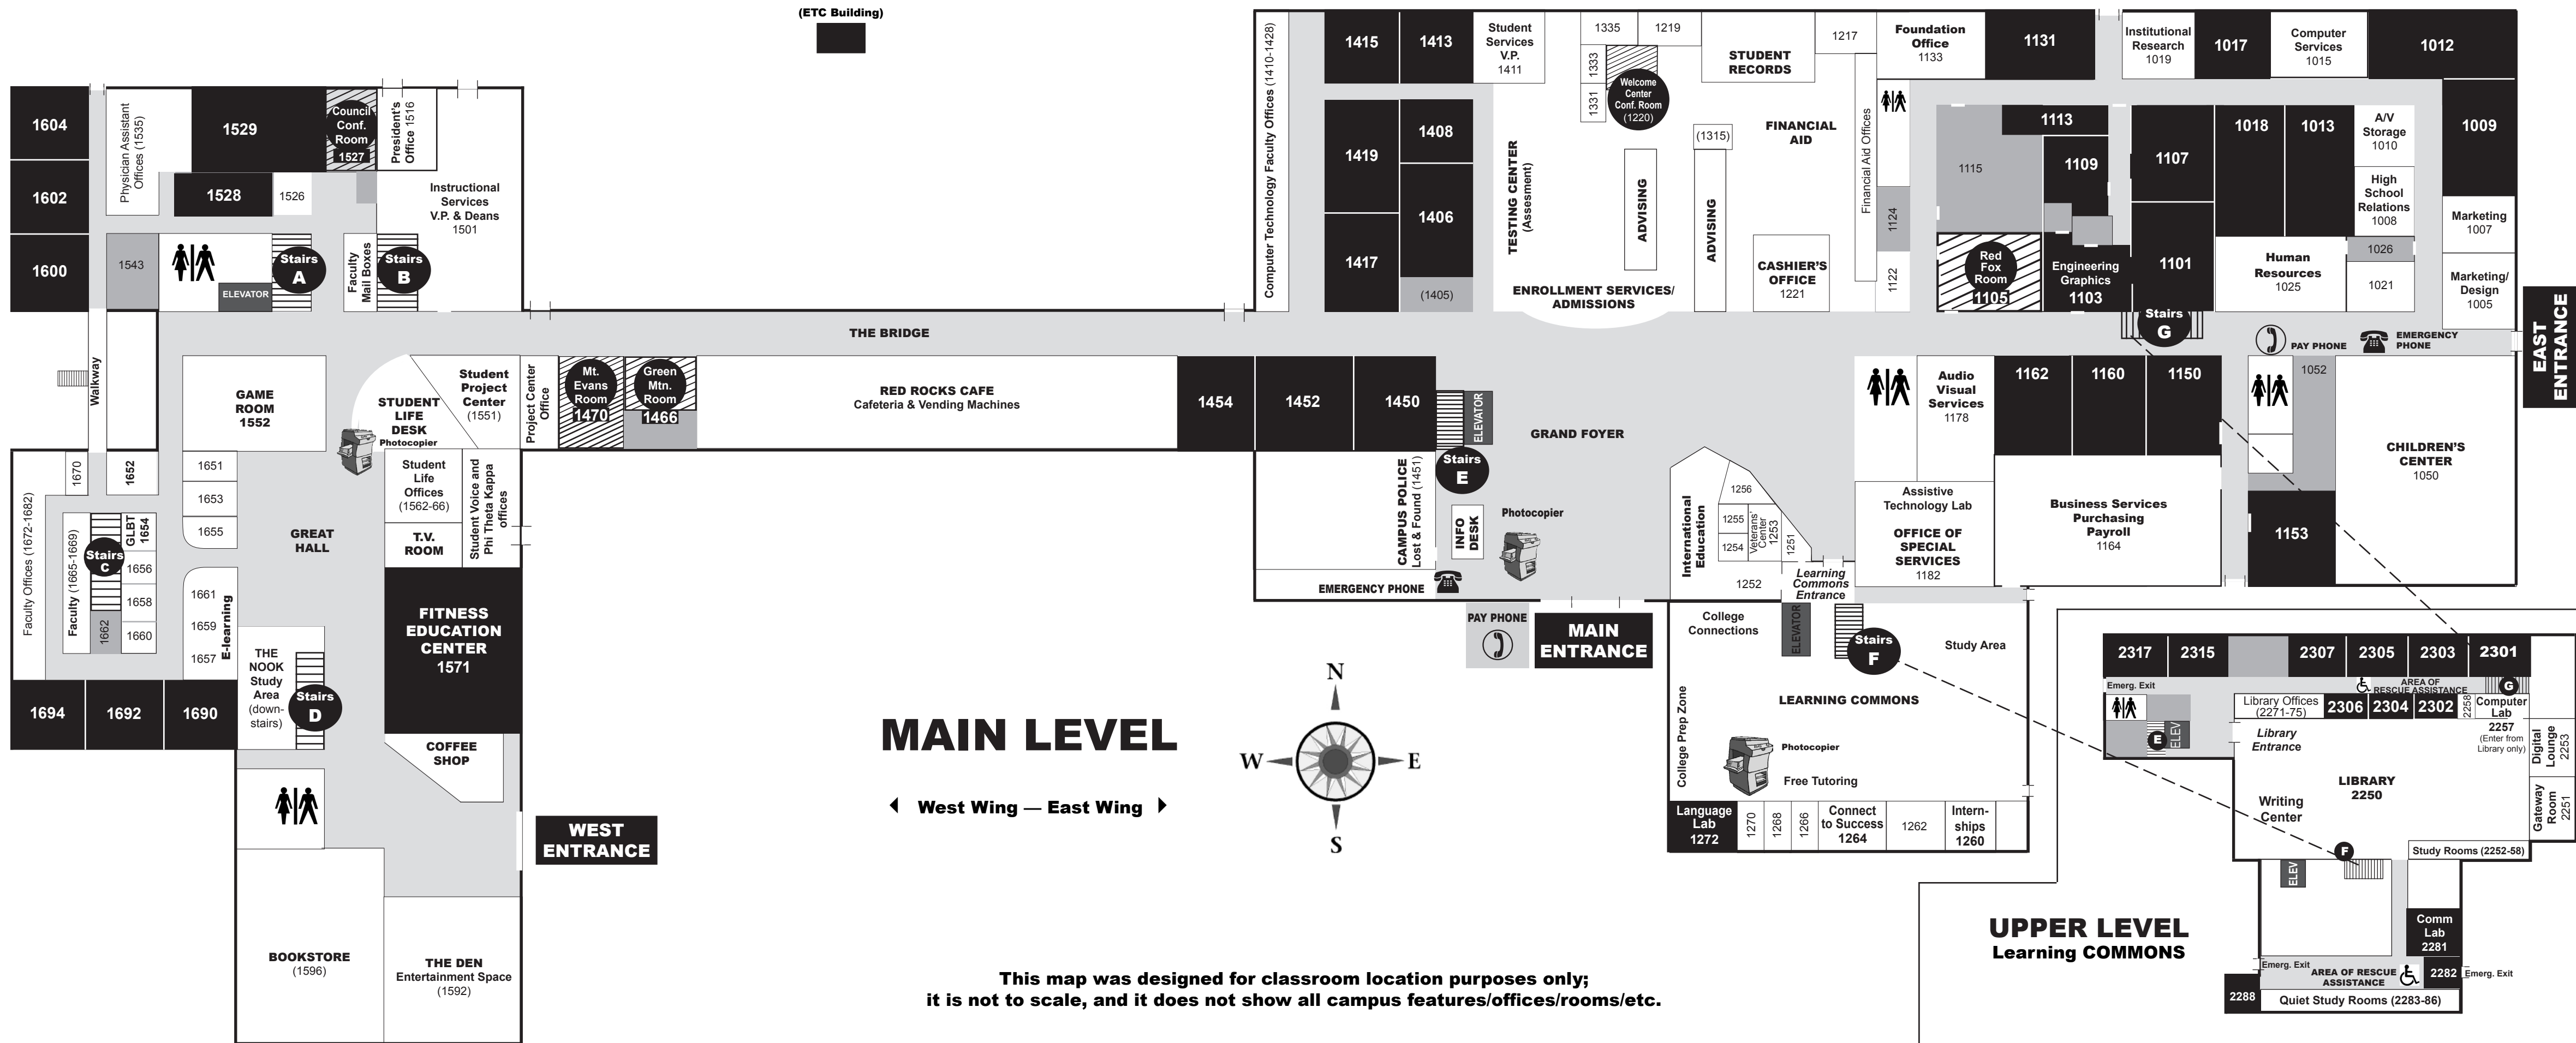 (ETC Building)
1604
1602
1600
Physician Assistant
Offices (1535)
1529
Council
Conf.
Room
1527
President's
Office 1516
1528
1526
Instructional
Services
V.P. & Deans
1501
1543
ELEVATOR
Stairs
A
Faculty
Mail Boxes
Stairs
B
Walkway
THE BRIDGE
GAME
ROOM
1552
STUDENT
LIFE
DESK
Photocopier
Student
Project
Center
(1551)
Project Center
Office
Mt.
Evans
Room
1470
Green
Mtn.
Room
1466
RED ROCKS CAFE
Cafeteria & Vending Machines
1454
1452
1450
Faculty Offices (1672-1682)
1670
1652
1651
1653
1655
Faculty (1665-1669)
Stairs
C
GLBT
1654
1656
1658
1660
1662
1661
1659
1657
E-learning
GREAT
HALL
Student
Life
Offices
(1562-66)
T.V.
ROOM
Student Voice and
Phi Theta Kappa
offices
FITNESS
EDUCATION
CENTER
1571
1694
1692
1690
THE
NOOK
Study
Area
(down-
stairs)
Stairs
D
COFFEE
SHOP
WEST
ENTRANCE
BOOKSTORE
(1596)
THE DEN
Entertainment Space
(1592)
Computer Technology Faculty Offices (1410-1428)
1415
1413
Student
Services
V.P.
1411
1419
1408
1406
1417
(1405)
TESTING CENTER
(Assessment)
1335
1219
1333
1331
Welcome
Center
Conf. Room
(1220)
STUDENT
RECORDS
1217
(1315)
FINANCIAL
AID
ADVISING
ADVISING
Financial Aid Offices
CASHIER'S
OFFICE
1221
ENROLLMENT SERVICES/
ADMISSIONS
Foundation
Office
1133
1131
1124
1122
Institutional
Research
1019
1017
Computer
Services
1015
1012
1115
1113
1109
1107
1018
1013
A/V
Storage
1010
1009
High
School
Relations
1008
Marketing
1007
Red
Fox
Room
1105
Engineering
Graphics
1103
1101
Human
Resources
1025
1026
1021
Marketing/
Design
1005
Stairs
G
PAY PHONE
EMERGENCY
PHONE
EAST
ENTRANCE
ELEVATOR
Stairs
E
GRAND FOYER
CAMPUS POLICE
Lost & Found (1451)
INFO
DESK
Photocopier
EMERGENCY PHONE
PAY PHONE
MAIN
ENTRANCE
International
Education
1256
1255
1254
Veterans'
Center
1253
1251
1252
Learning
Commons
Entrance
Audio
Visual
Services
1178
1162
1160
1150
Assistive
Technology Lab
OFFICE OF
SPECIAL
SERVICES
1182
Business Services
Purchasing
Payroll
1164
1052
1153
CHILDREN'S
CENTER
1050
College
Connections
ELEVATOR
Stairs
F
Study Area
College Prep Zone
LEARNING COMMONS
Photocopier
Free Tutoring
Language
Lab
1272
1270
1268
1266
Connect
to Success
1264
1262
Intern-
ships
1260
MAIN LEVEL
West Wing — East Wing
N
W
E
S
2317
2315
2307
2305
2303
2301
Emerg. Exit
AREA OF
RESCUE ASSISTANCE
G
Library Offices
(2271-75)
2306
2304
2302
2258
Computer
Lab
2257
(Enter from
Library only)
E
ELEV
Library
Entrance
Digital
Lounge
2253
LIBRARY
2250
Writing
Center
Gateway
Room
2251
F
ELEV
Study Rooms (2252-58)
Comm
Lab
2281
Emerg. Exit
AREA OF RESCUE
ASSISTANCE
2282
Emerg. Exit
2288
Quiet Study Rooms (2283-86)
UPPER LEVEL
Learning COMMONS
This map was designed for classroom location purposes only;
it is not to scale, and it does not show all campus features/offices/rooms/etc.